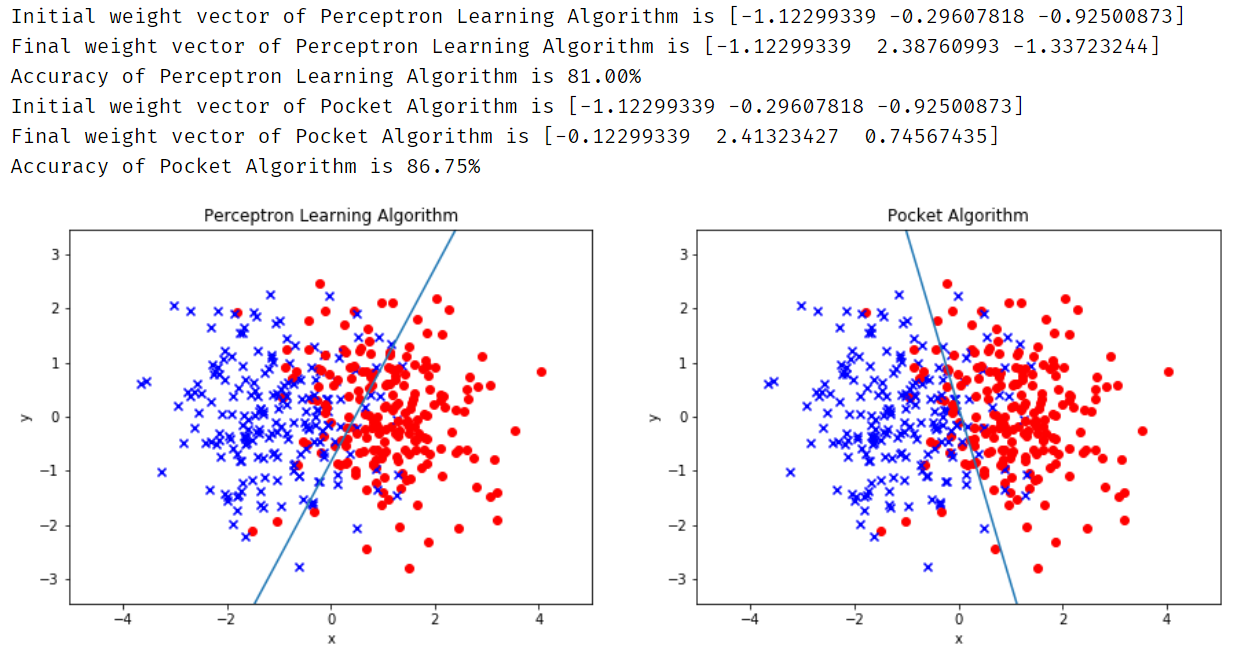 Initial weight vector of Perceptron Learning Algorithm is [-1.12299339 -0.29607818 -0.92500873]
Final weight vector of Perceptron Learning Algorithm is [-1.12299339  2.38760993 -1.33723244]
Accuracy of Perceptron Learning Algorithm is 81.00%
Initial weight vector of Pocket Algorithm is [-1.12299339 -0.29607818 -0.92500873]
Final weight vector of Pocket Algorithm is [-0.12299339  2.41323427  0.74567435]
Accuracy of Pocket Algorithm is 86.75%
Perceptron Learning Algorithm
3
2
1
0
−1
−2
−3
y
−4 −2 0 2 4
x
Pocket Algorithm
3
2
1
0
−1
−2
−3
y
−4 −2 0 2 4
x